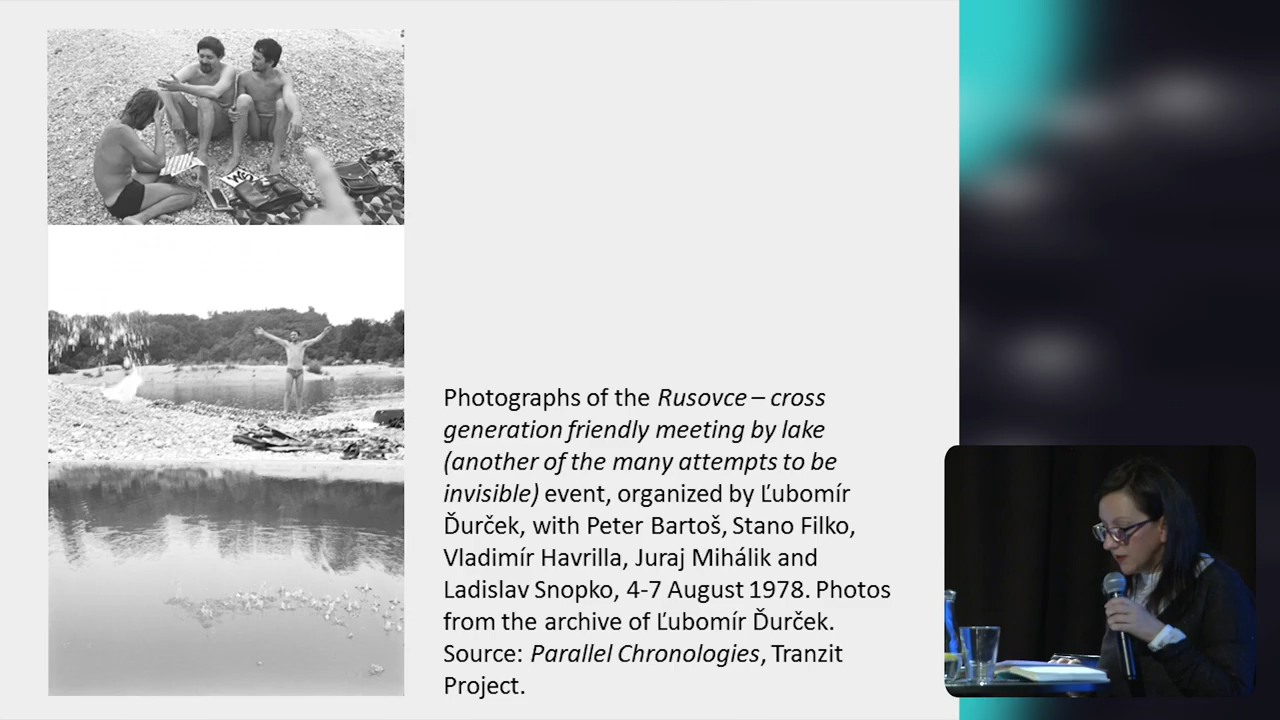 Photographs of the Rusovce – cross
generation friendly meeting by lake
(another of the many attempts to be
invisible) event, organized by Ľubomír
Ďurček, with Peter Bartoš, Stano Filko,
Vladimír Havrilla, Juraj Mihálik and
Ladislav Snopko, 4-7 August 1978. Photos
from the archive of Ľubomír Ďurček.
Source: Parallel Chronologies, Tranzit
Project.